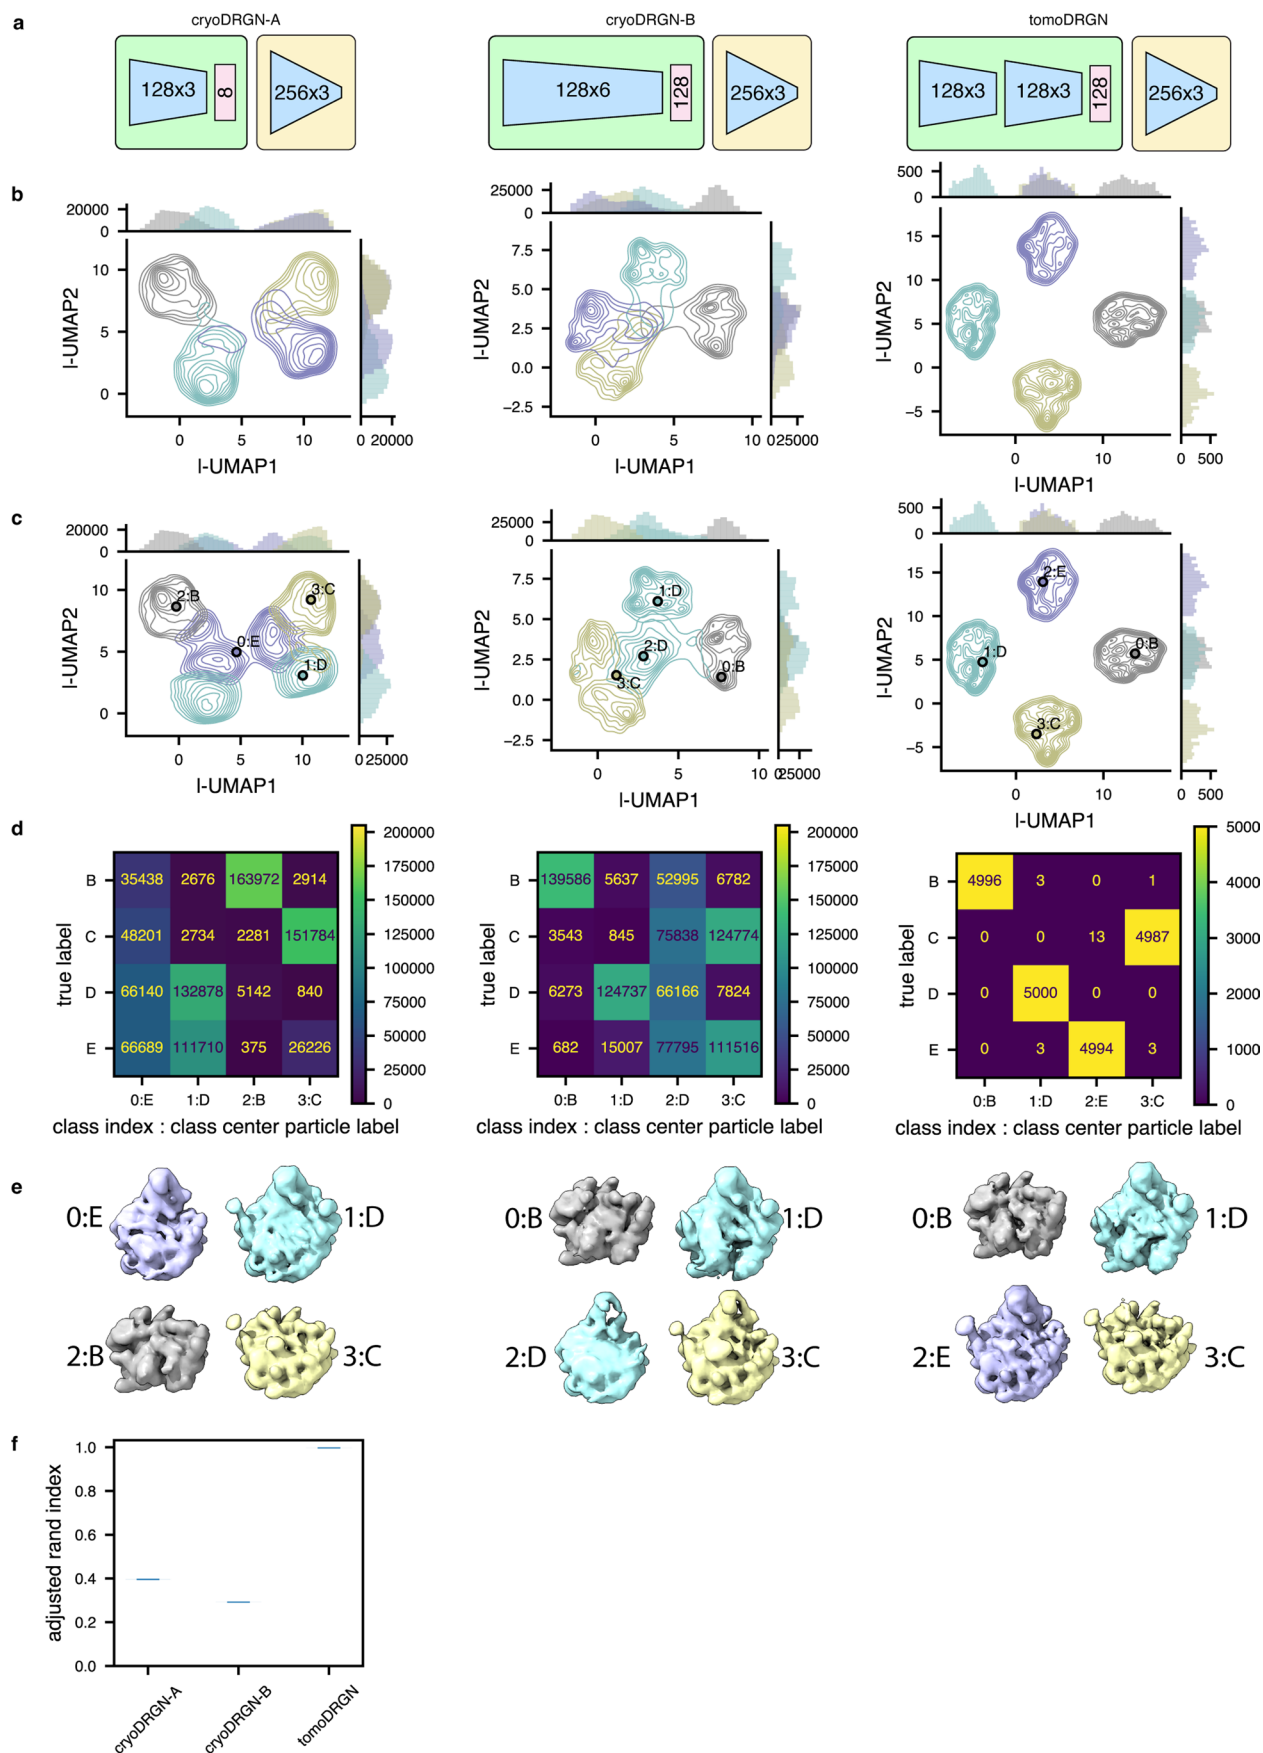 a
cryoDRGN-A
cryoDRGN-B
tomoDRGN
128x3
8
256x3
128x6
128
256x3
128x3
128x3
128
256x3
b
20000
0
10
5
0
0 5 10
0 20000
l-UMAP2
l-UMAP1
25000
0
7.5
5.0
2.5
0.0
−2.5
0 5 10
0 25000
l-UMAP2
l-UMAP1
500
0
15
10
5
0
−5
0 10
0 500
l-UMAP2
l-UMAP1
c
20000
0
10
5
0
2:B
3:C
0:E
1:D
0 5 10
0 25000
l-UMAP2
l-UMAP1
25000
0
7.5
5.0
2.5
0.0
−2.5
1:D
2:D
0:B
3:C
0 5 10
0 25000
l-UMAP2
l-UMAP1
500
0
15
10
5
0
−5
2:E
0:B
1:D
3:C
0 10
0 500
l-UMAP2
l-UMAP1
d
true label
B 35438 2676 163972 2914
C 48201 2734 2281 151784
D 66140 132878 5142 840
E 66689 111710 375 26226
0:E 1:D 2:B 3:C
class index : class center particle label
200000
175000
150000
125000
100000
75000
50000
25000
0
true label
B 139586 5637 52995 6782
C 3543 845 75838 124774
D 6273 124737 66166 7824
E 682 15007 77795 111516
0:B 1:D 2:D 3:C
class index : class center particle label
200000
175000
150000
125000
100000
75000
50000
25000
0
true label
B 4996 3 0 1
C 0 0 13 4987
D 0 5000 0 0
E 0 3 4994 3
0:B 1:D 2:E 3:C
class index : class center particle label
5000
4000
3000
2000
1000
0
e
0:E
1:D
2:B
3:C
0:B
1:D
2:D
3:C
0:B
1:D
2:E
3:C
f
adjusted rand index
1.0
0.8
0.6
0.4
0.2
0.0
cryoDRGN-A
cryoDRGN-B
tomoDRGN